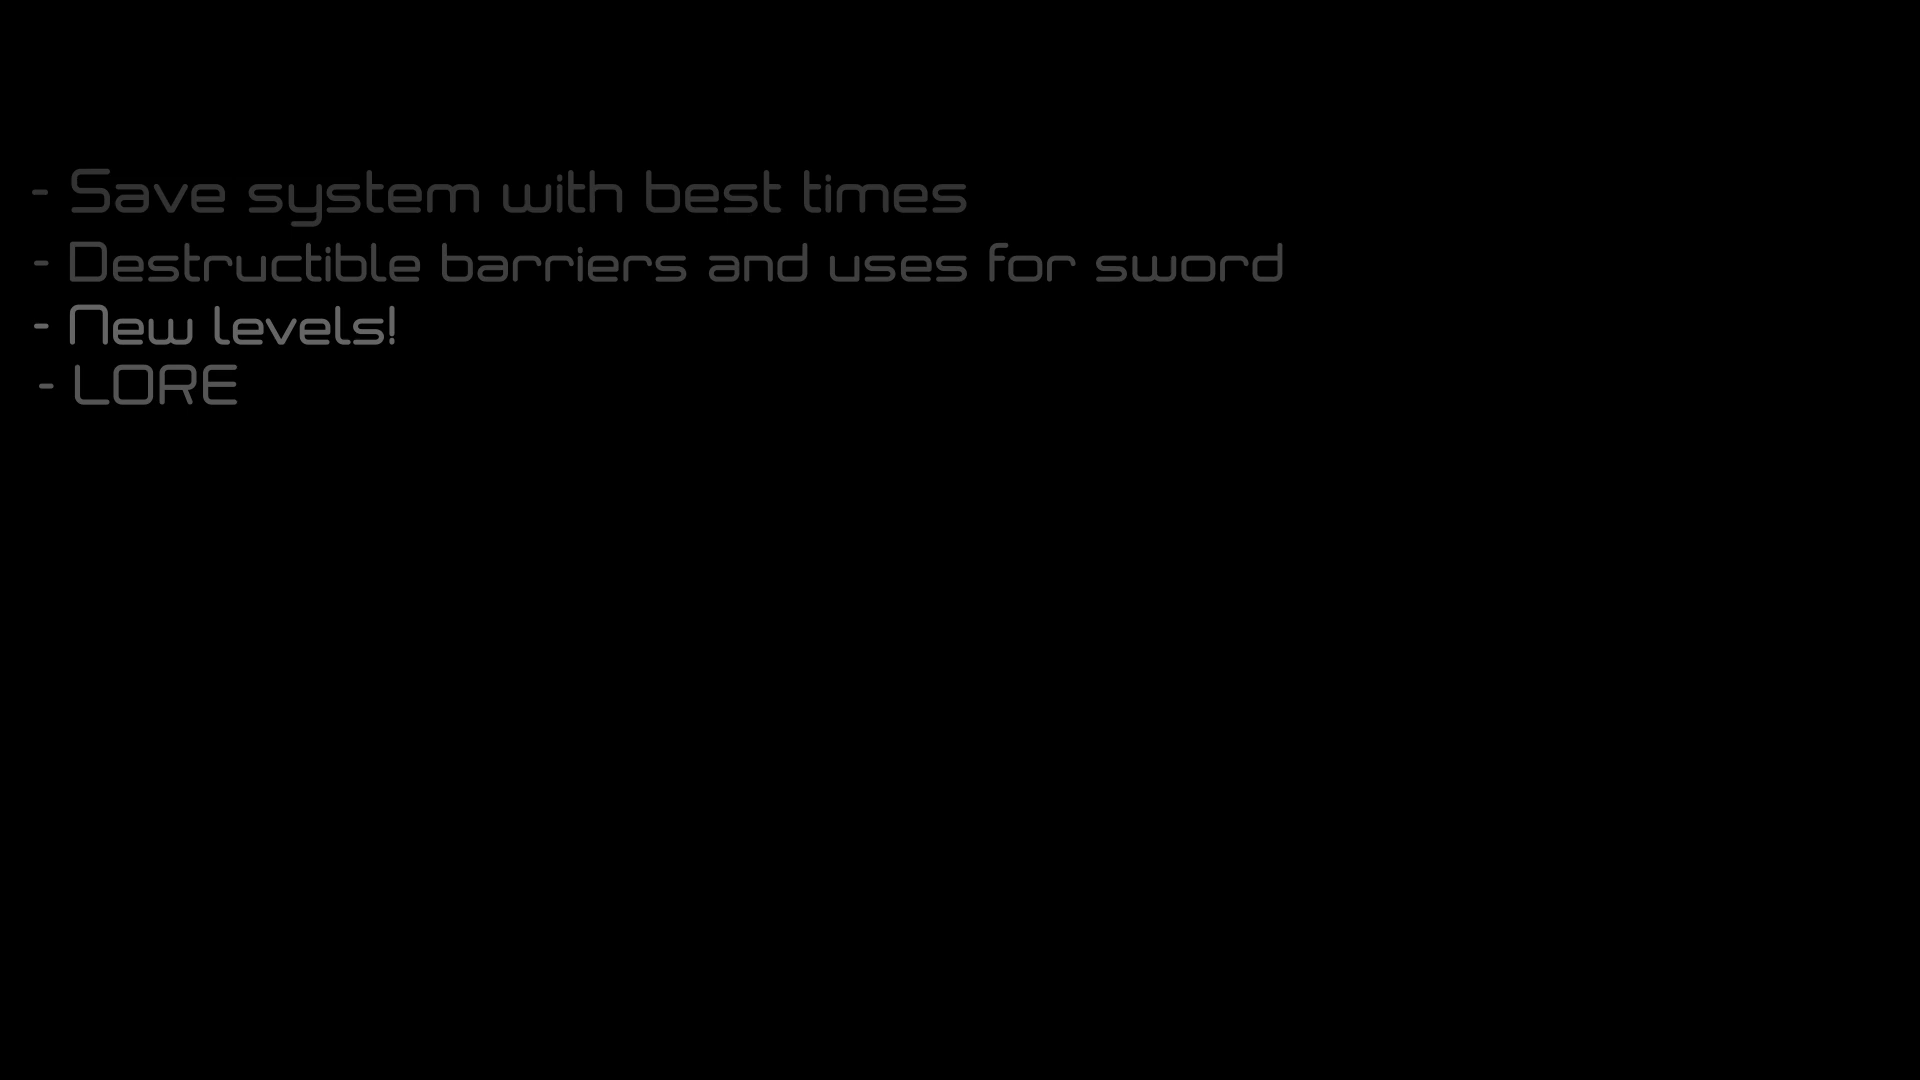 - Save system with best times
- Destructible barriers and uses for sword
- New levels!
- LORE